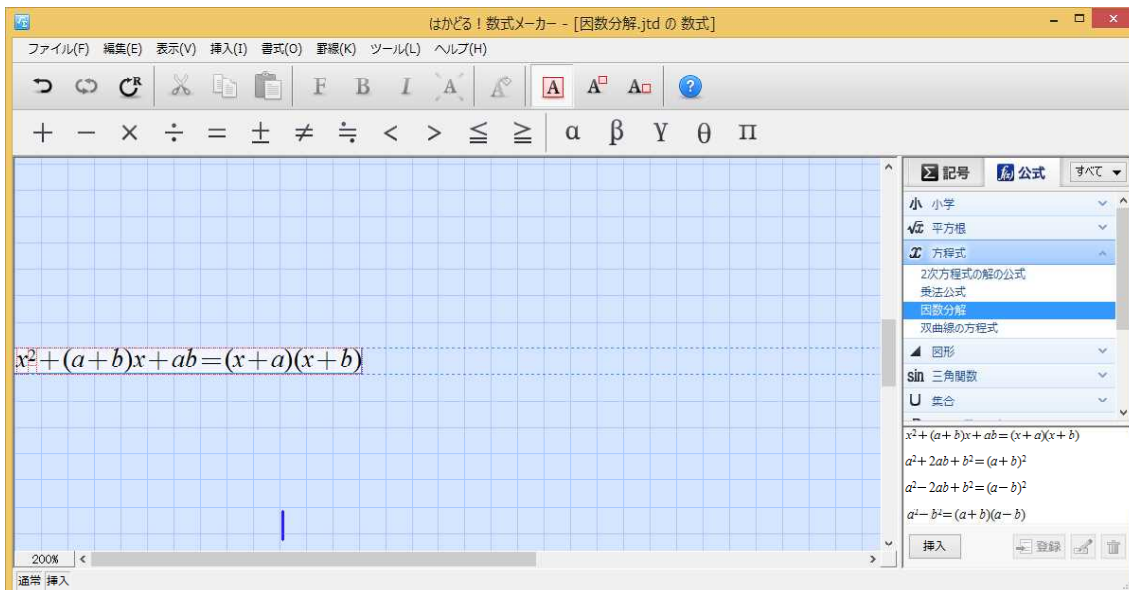 はかどる！数式メーカー - [因数分解.jtd の 数式]
ファイル(F) 編集(E) 表示(V) 挿入(I) 書式(O) 罫線(K) ツール(L) ヘルプ(H)
F B I A A A A□ ?
+ − × ÷ = ± ≠ ≒ < > ≦ ≧ α β γ θ π
Σ 記号 f(x) 公式 すべて
小 小学
√x 平方根
x 方程式
2次方程式の解の公式
乗法公式
因数分解
双曲線の方程式
図形
sin 三角関数
∪ 集合
x²+(a+b)x+ab=(x+a)(x+b)
x²+(a+b)x+ab=(x+a)(x+b)
a²+2ab+b²=(a+b)²
a²−2ab+b²=(a−b)²
a²−b²=(a+b)(a−b)
挿入 登録
200%
通常 挿入